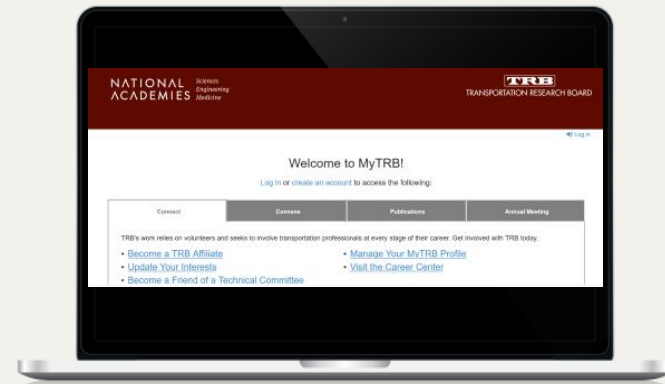 NATIONAL ACADEMIES
Sciences
Engineering
Medicine
TRB
TRANSPORTATION RESEARCH BOARD
Log in
Welcome to MyTRB!
Log in or create an account to access the following:
Connect
Convene
Publications
Annual Meeting
TRB's work relies on volunteers and seeks to involve transportation professionals at every stage of their career. Get involved with TRB today.
• Become a TRB Affiliate
• Update Your Interests
• Become a Friend of a Technical Committee
• Manage Your MyTRB Profile
• Visit the Career Center